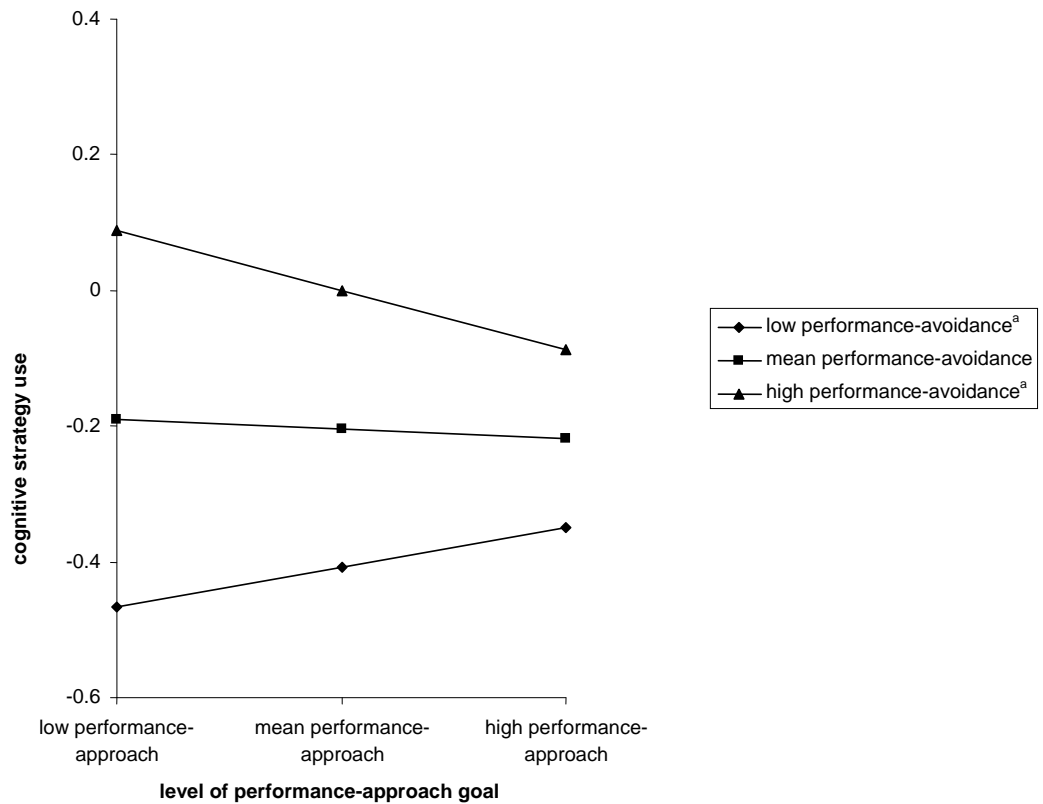 0.4
0.2
0
-0.2
-0.4
-0.6
cognitive strategy use
low performance-
approach
mean performance-
approach
high performance-
approach
level of performance-approach goal
low performance-avoidanceᵃ
mean performance-avoidance
high performance-avoidanceᵃ